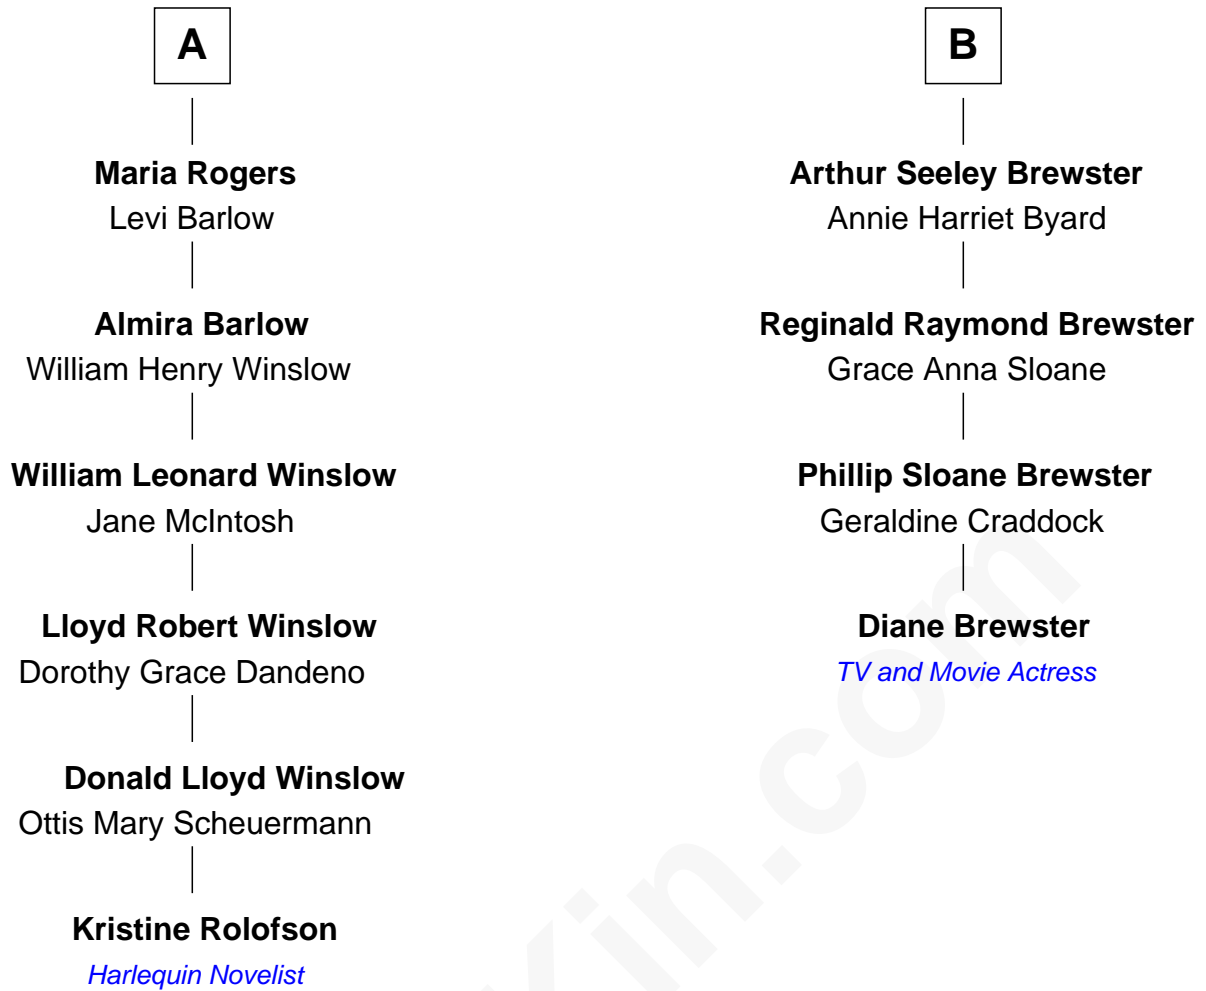 A
Maria Rogers
Levi Barlow
Almira Barlow
William Henry Winslow
William Leonard Winslow
Jane McIntosh
Lloyd Robert Winslow
Dorothy Grace Dandeno
Donald Lloyd Winslow
Ottis Mary Scheuermann
Kristine Rolofson
Harlequin Novelist
B
Arthur Seeley Brewster
Annie Harriet Byard
Reginald Raymond Brewster
Grace Anna Sloane
Phillip Sloane Brewster
Geraldine Craddock
Diane Brewster
TV and Movie Actress